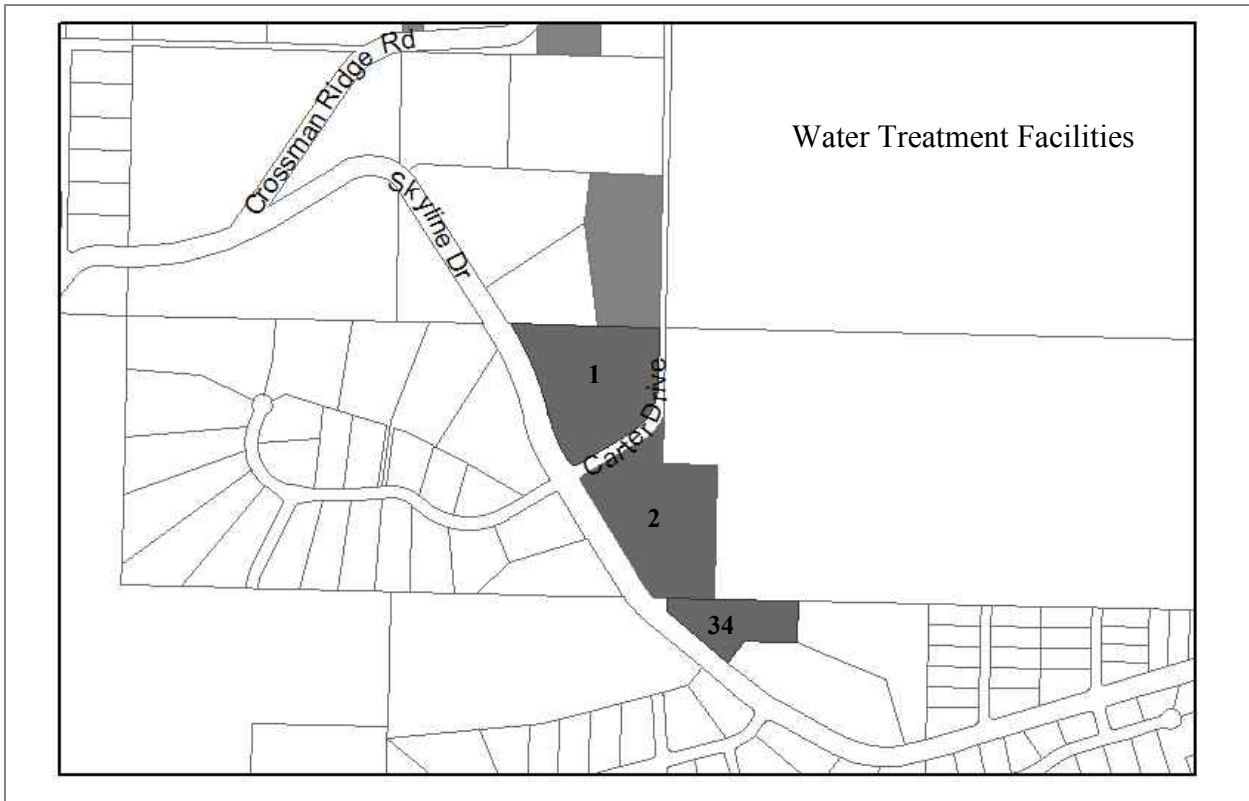 Crossman Ridge Rd
Water Treatment Facilities
Skyline Dr
1
Carter Drive
2
34